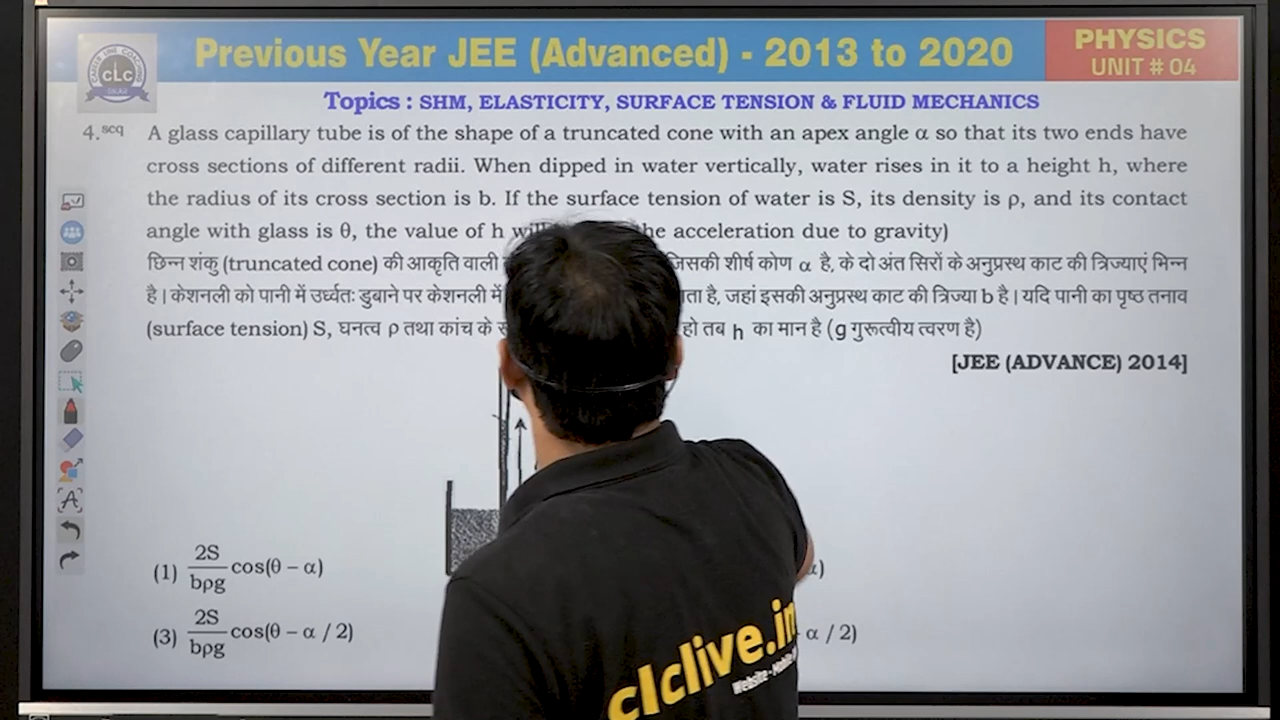 Previous Year JEE (Advanced) - 2013 to 2020
PHYSICS
UNIT # 04
CLC
Topics : SHM, ELASTICITY, SURFACE TENSION & FLUID MECHANICS
4.scq A glass capillary tube is of the shape of a truncated cone with an apex angle α so that its two ends have
cross sections of different radii. When dipped in water vertically, water rises in it to a height h, where
the radius of its cross section is b. If the surface tension of water is S, its density is ρ, and its contact
angle with glass is θ, the value of h acceleration due to gravity)
छिन्न शंकु (truncated cone) की आकृति वाली जिसकी शीर्ष कोण α है, के दो अंत सिरों के अनुप्रस्थ काट की त्रिज्याएं भिन्न
है। केशनली को पानी में उर्ध्वतः डुबाने पर केशनली में है, जहां इसकी अनुप्रस्थ काट की त्रिज्या b है। यदि पानी का पृष्ठ तनाव
(surface tension) S, घनत्व ρ तथा कांच के हो तब h का मान है (g गुरूत्वीय त्वरण है)
[JEE (ADVANCE) 2014]
(1) 2S/bρg cos(θ – α)
(3) 2S/bρg cos(θ – α / 2)
α / 2)
clclive.in